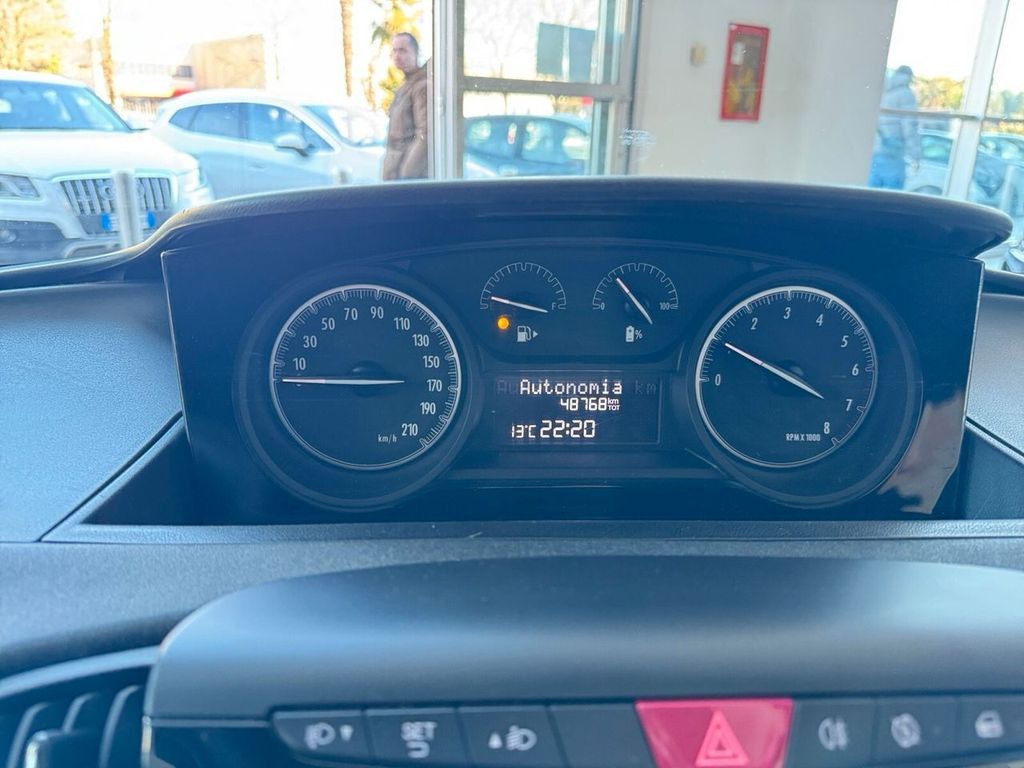 10 30 50 70 90 110 130 150 170 190 210
km/h
F
0 100
%
Autonomia km
48768 km TOT
13°C 22:20
0 2 3 4 5 6 7 8
RPM X 1000
SET